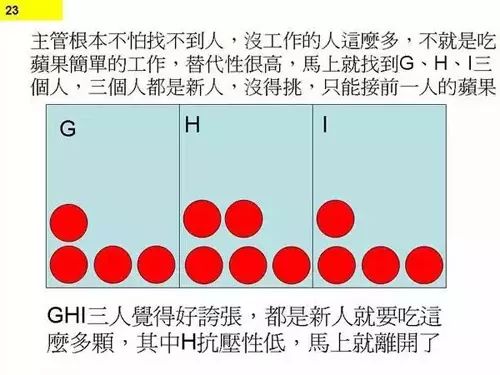 23
主管根本不怕找不到人，沒工作的人這麼多，不就是吃
蘋果簡單的工作，替代性很高，馬上就找到G、H、I三
個人，三個人都是新人，沒得挑，只能接前一人的蘋果
G H I
GHI三人覺得好誇張，都是新人就要吃這
麼多顆，其中H抗壓性低，馬上就離開了